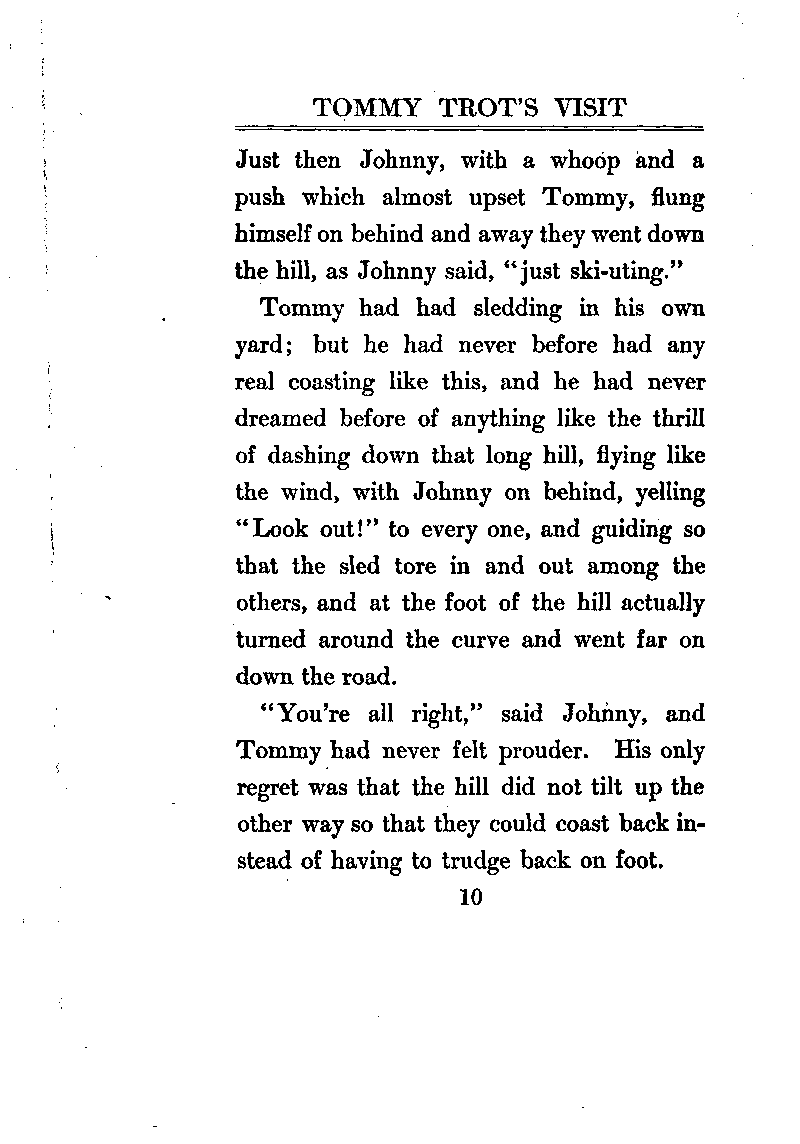 TOMMY TROT'S VISIT
Just then Johnny, with a whoop and a
push which almost upset Tommy, flung
himself on behind and away they went down
the hill, as Johnny said, "just ski-uting."
Tommy had had sledding in his own
yard; but he had never before had any
real coasting like this, and he had never
dreamed before of anything like the thrill
of dashing down that long hill, flying like
the wind, with Johnny on behind, yelling
"Look out!" to every one, and guiding so
that the sled tore in and out among the
others, and at the foot of the hill actually
turned around the curve and went far on
down the road.
"You're all right," said Johnny, and
Tommy had never felt prouder. His only
regret was that the hill did not tilt up the
other way so that they could coast back in-
stead of having to trudge back on foot.
10